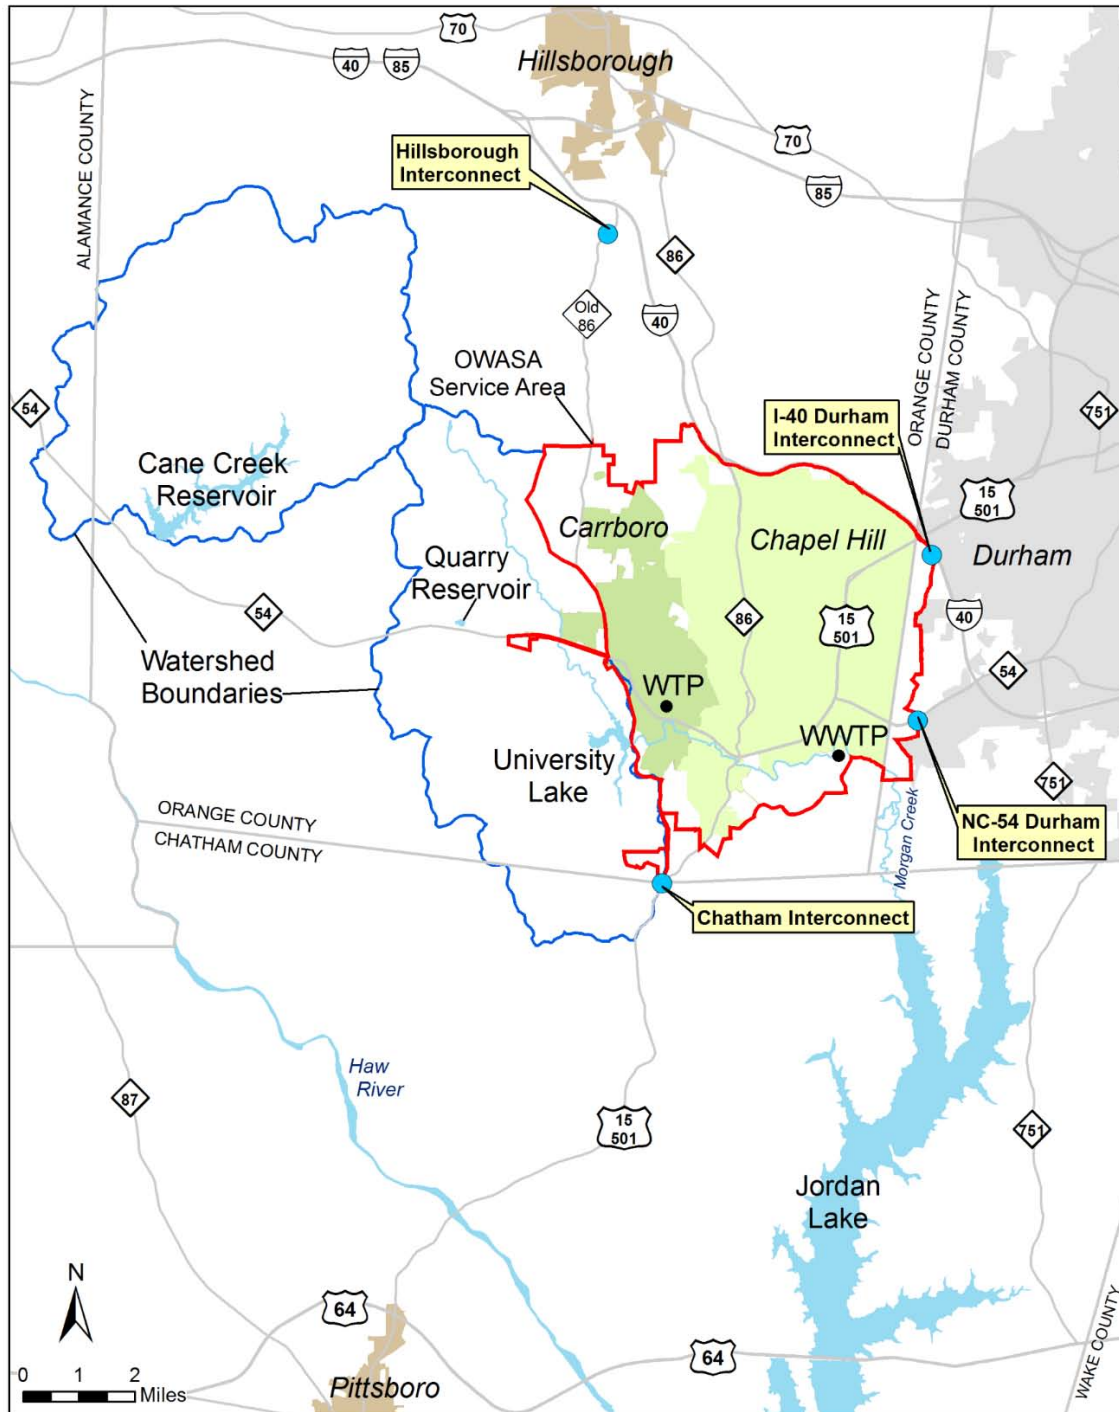 70
Hillsborough
40
85
ALAMANCE COUNTY
Hillsborough
Interconnect
70
85
86
Old
86
40
ORANGE COUNTY
DURHAM COUNTY
OWASA
Service Area
54
I-40 Durham
Interconnect
751
Cane Creek
Reservoir
15
501
Carrboro
Chapel Hill
Durham
Quarry
Reservoir
54
86
15
501
40
Watershed
Boundaries
54
WTP
WWTP
University
Lake
751
ORANGE COUNTY
CHATHAM COUNTY
NC-54 Durham
Interconnect
Morgan Creek
Chatham Interconnect
Haw
River
87
15
501
751
Jordan
Lake
N
64
64
WAKE COUNTY
0 1 2
Miles
Pittsboro